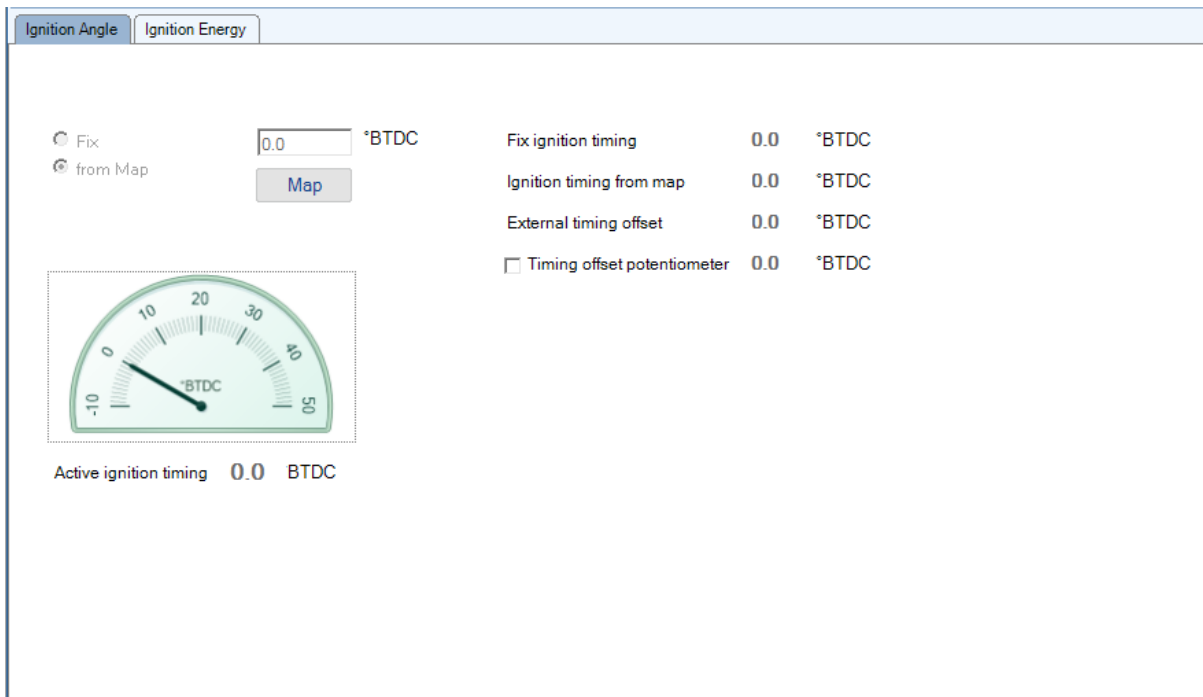 Ignition Angle Ignition Energy
Fix 0.0 °BTDC Fix ignition timing 0.0 °BTDC
from Map Map Ignition timing from map 0.0 °BTDC
External timing offset 0.0 °BTDC
Timing offset potentiometer 0.0 °BTDC
-10 0 10 20 30 40 50
°BTDC
Active ignition timing 0.0 BTDC